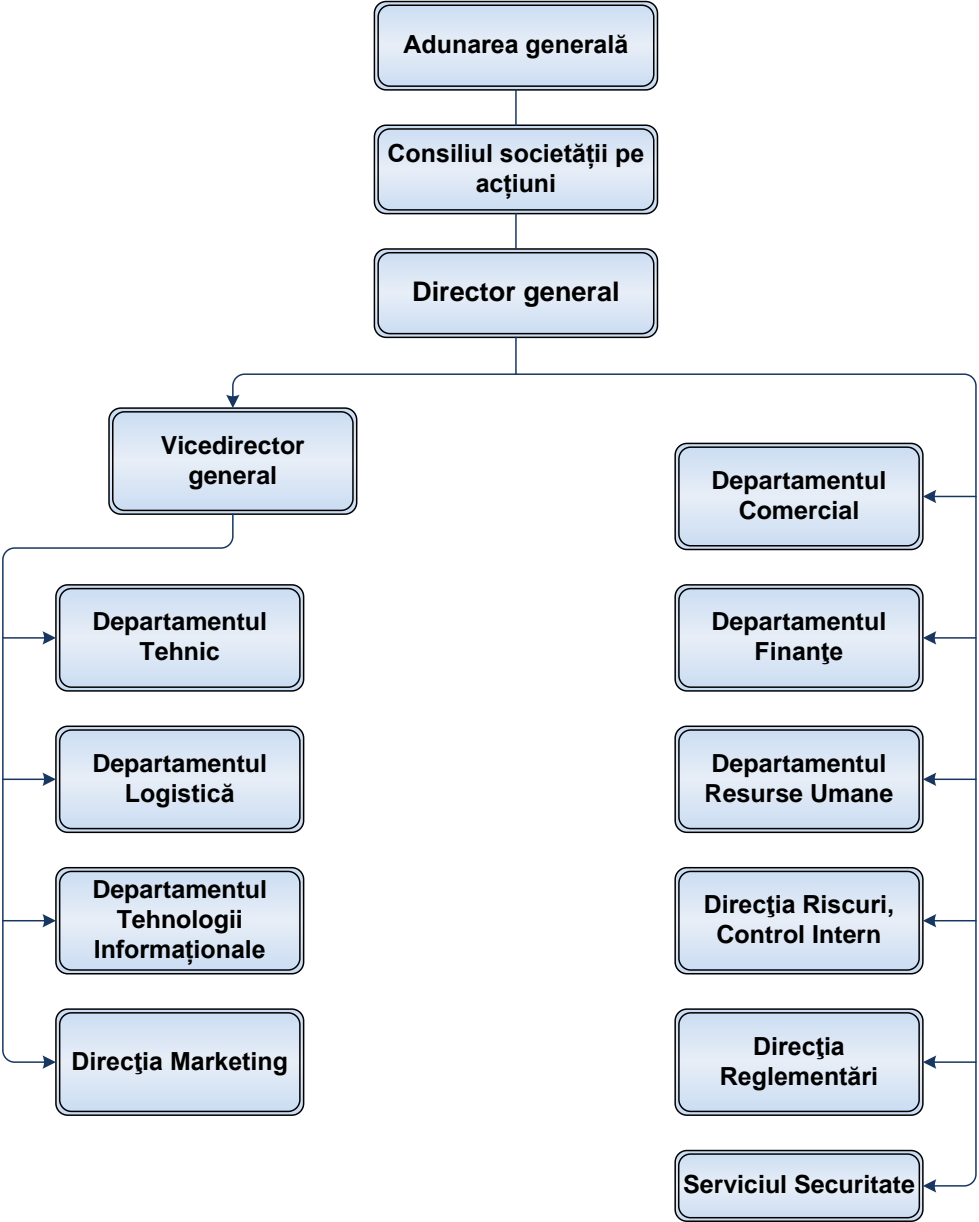 Adunarea generală
Consiliul societății pe
acțiuni
Director general
Vicedirector
general
Departamentul
Tehnic
Departamentul
Logistică
Departamentul
Tehnologii
Informaționale
Direcţia Marketing
Departamentul
Comercial
Departamentul
Finanţe
Departamentul
Resurse Umane
Direcţia Riscuri,
Control Intern
Direcţia
Reglementări
Serviciul Securitate